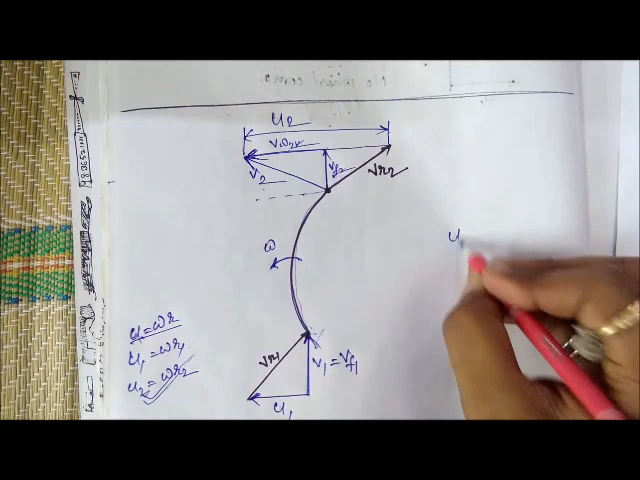 u2
Vw2
V2
Vf2
Vr2
ω
u
u = ωr
u1 = ωr1
u2 = ωr2
Vr1
V1 = Vf1
u1